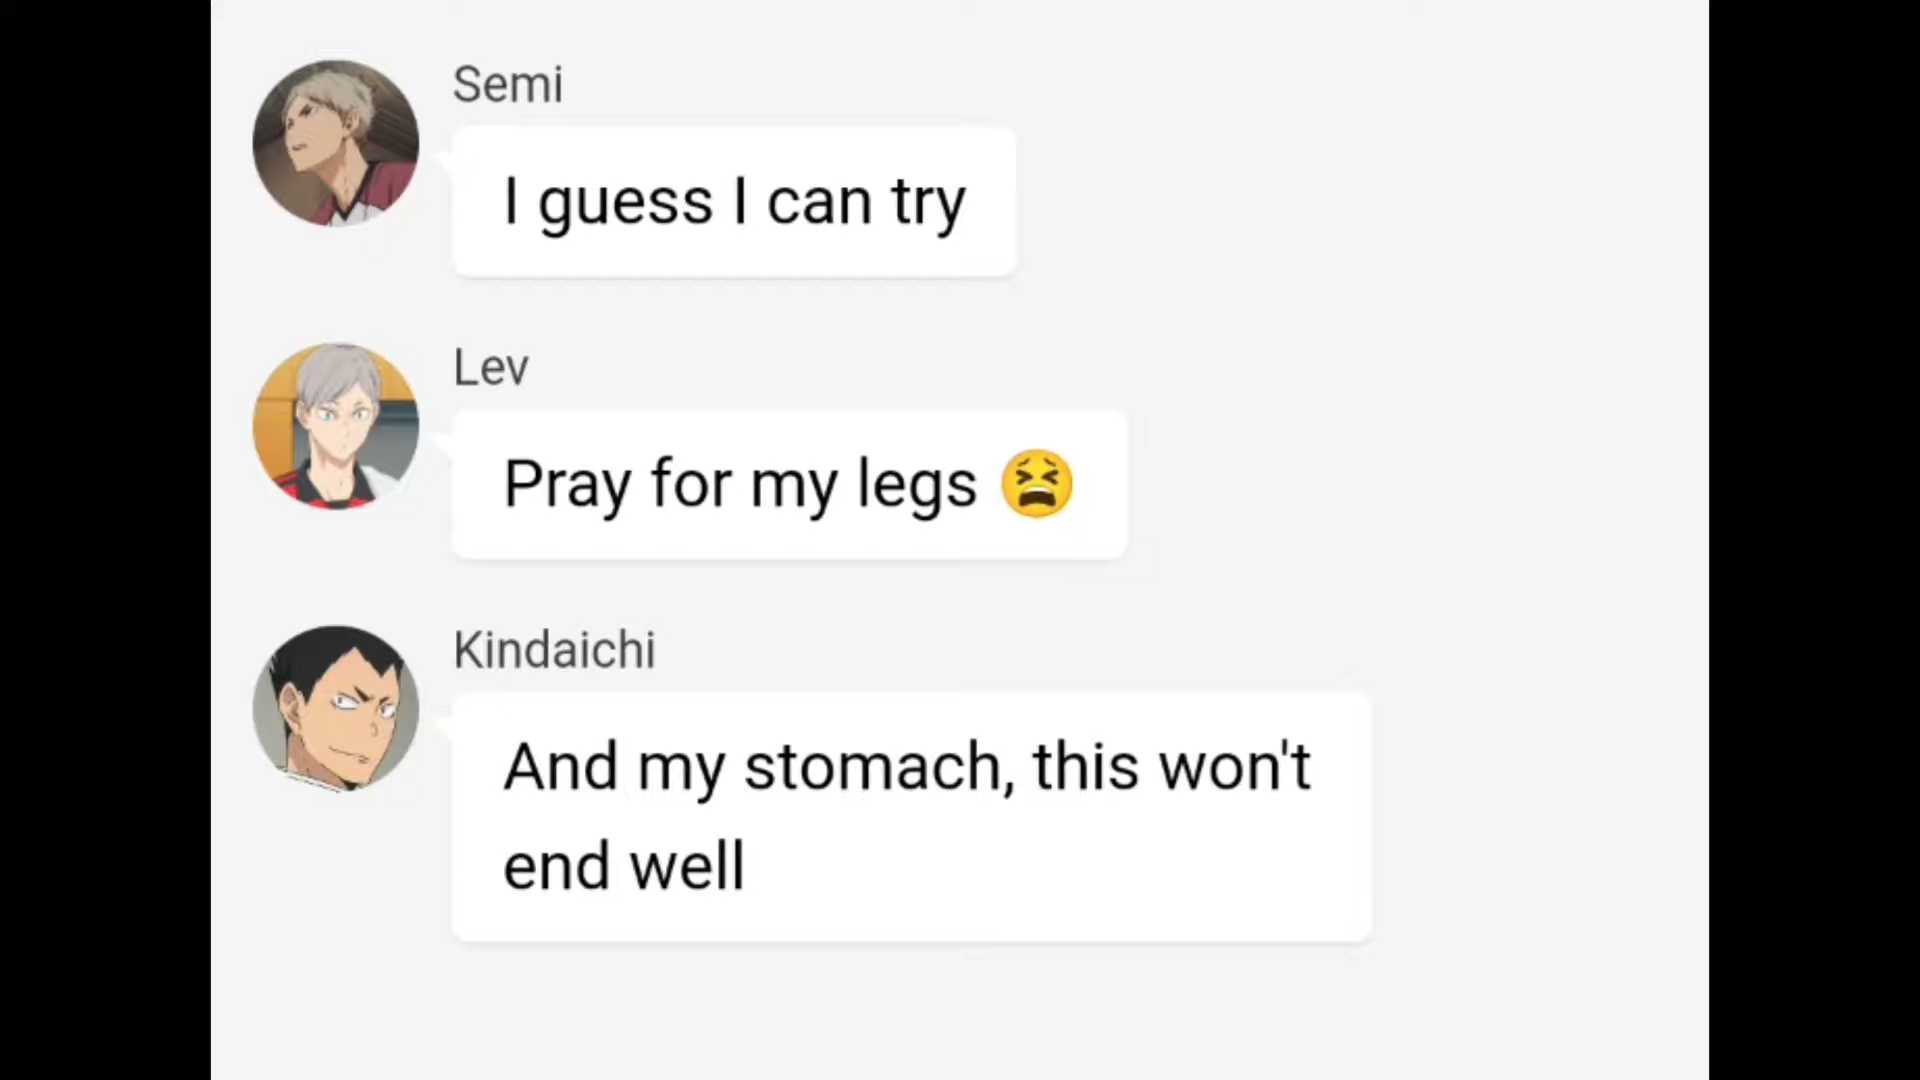 Semi
I guess I can try
Lev
Pray for my legs 😫
Kindaichi
And my stomach, this won't
end well